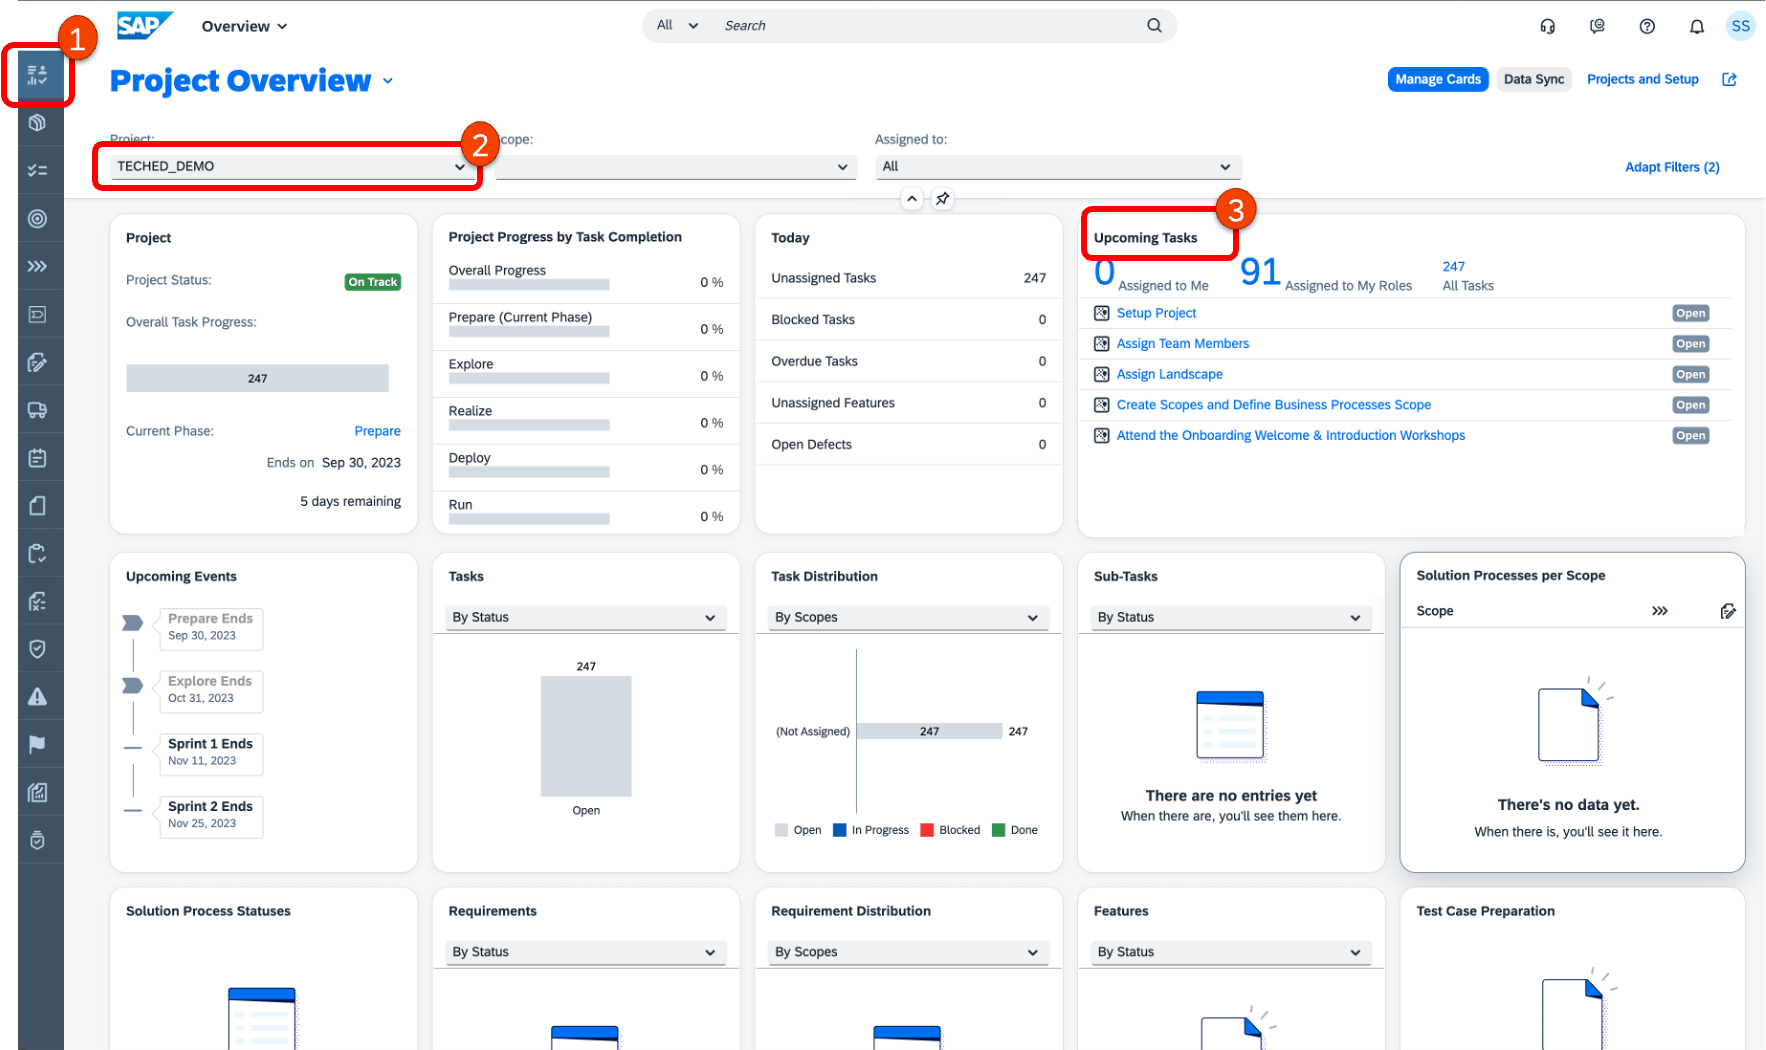 1
SAP
Overview
All
Search
SS
Project Overview
Manage Cards
Data Sync
Projects and Setup
Project:
2
cope:
Assigned to:
TECHED_DEMO
All
Adapt Filters (2)
3
Project
Project Status:
On Track
Overall Task Progress:
247
Current Phase:
Prepare
Ends on Sep 30, 2023
5 days remaining
Project Progress by Task Completion
Overall Progress
0 %
Prepare (Current Phase)
0 %
Explore
0 %
Realize
0 %
Deploy
0 %
Run
0 %
Today
Unassigned Tasks 247
Blocked Tasks 0
Overdue Tasks 0
Unassigned Features 0
Open Defects 0
Upcoming Tasks
0 Assigned to Me
91 Assigned to My Roles
247
All Tasks
Setup Project Open
Assign Team Members Open
Assign Landscape Open
Create Scopes and Define Business Processes Scope Open
Attend the Onboarding Welcome & Introduction Workshops Open
Upcoming Events
Prepare Ends
Sep 30, 2023
Explore Ends
Oct 31, 2023
Sprint 1 Ends
Nov 11, 2023
Sprint 2 Ends
Nov 25, 2023
Tasks
By Status
247
Open
Task Distribution
By Scopes
(Not Assigned) 247 247
Open In Progress Blocked Done
Sub-Tasks
By Status
There are no entries yet
When there are, you'll see them here.
Solution Processes per Scope
Scope
There's no data yet.
When there is, you'll see it here.
Solution Process Statuses
Requirements
By Status
Requirement Distribution
By Scopes
Features
By Status
Test Case Preparation